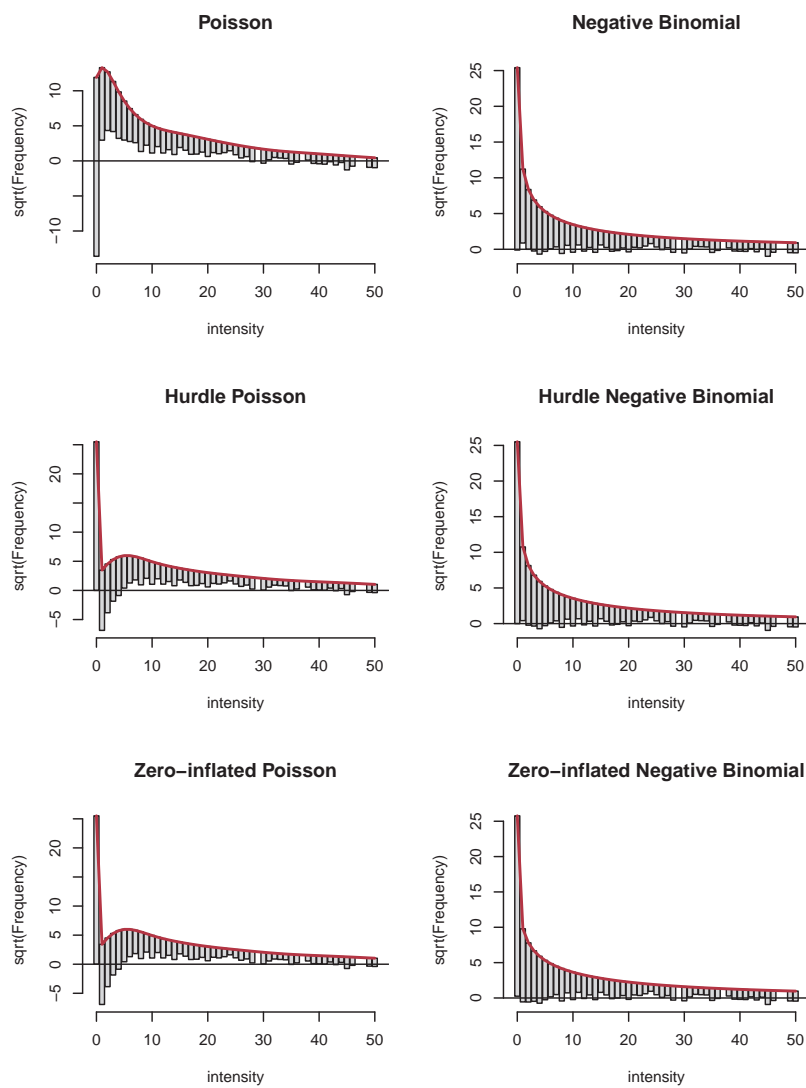 Poisson
sqrt(Frequency)
−10
0
5
10
0 10 20 30 40 50
intensity
Negative Binomial
sqrt(Frequency)
0 5 10 15 20 25
0 10 20 30 40 50
intensity
Hurdle Poisson
sqrt(Frequency)
−5 0 5 10 20
0 10 20 30 40 50
intensity
Hurdle Negative Binomial
sqrt(Frequency)
0 5 10 15 20 25
0 10 20 30 40 50
intensity
Zero−inflated Poisson
sqrt(Frequency)
−5 0 5 10 20
0 10 20 30 40 50
intensity
Zero−inflated Negative Binomial
sqrt(Frequency)
0 5 10 15 20 25
0 10 20 30 40 50
intensity